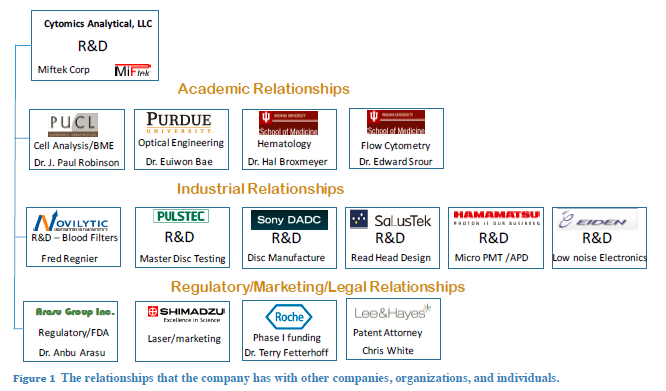 Cytomics Analytical, LLC
R&D
Miftek Corp MiFtek
Academic Relationships
PUCL
Cell Analysis/BME
Dr. J. Paul Robinson
PURDUE
UNIVERSITY
Optical Engineering
Dr. Euiwon Bae
INDIANA UNIVERSITY
School of Medicine
Hematology
Dr. Hal Broxmeyer
INDIANA UNIVERSITY
School of Medicine
Flow Cytometry
Dr. Edward Srour
Industrial Relationships
NOVILYTIC
R&D – Blood Filters
Fred Regnier
PULSTEC
R&D
Master Disc Testing
Sony DADC
R&D
Disc Manufacture
SaLusTek
R&D
Read Head Design
HAMAMATSU
PHOTON IS OUR BUSINESS
R&D
Micro PMT /APD
EIDEN
R&D
Low noise Electronics
Regulatory/Marketing/Legal Relationships
Arasu Group Inc.
Regulatory/FDA
Dr. Anbu Arasu
SHIMADZU
Excellence in Science
Laser/marketing
Roche
Phase I funding
Dr. Terry Fetterhoff
Lee&Hayes
Patent Attorney
Chris White
Figure 1 The relationships that the company has with other companies, organizations, and individuals.